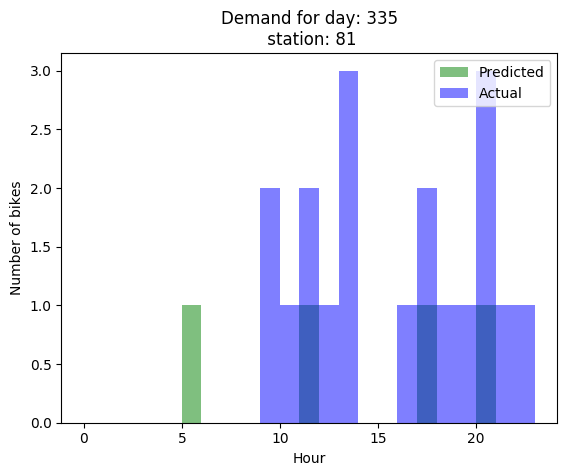 Demand for day: 335
station: 81
Predicted
Actual
Number of bikes
3.0
2.5
2.0
1.5
1.0
0.5
0.0
0 5 10 15 20
Hour